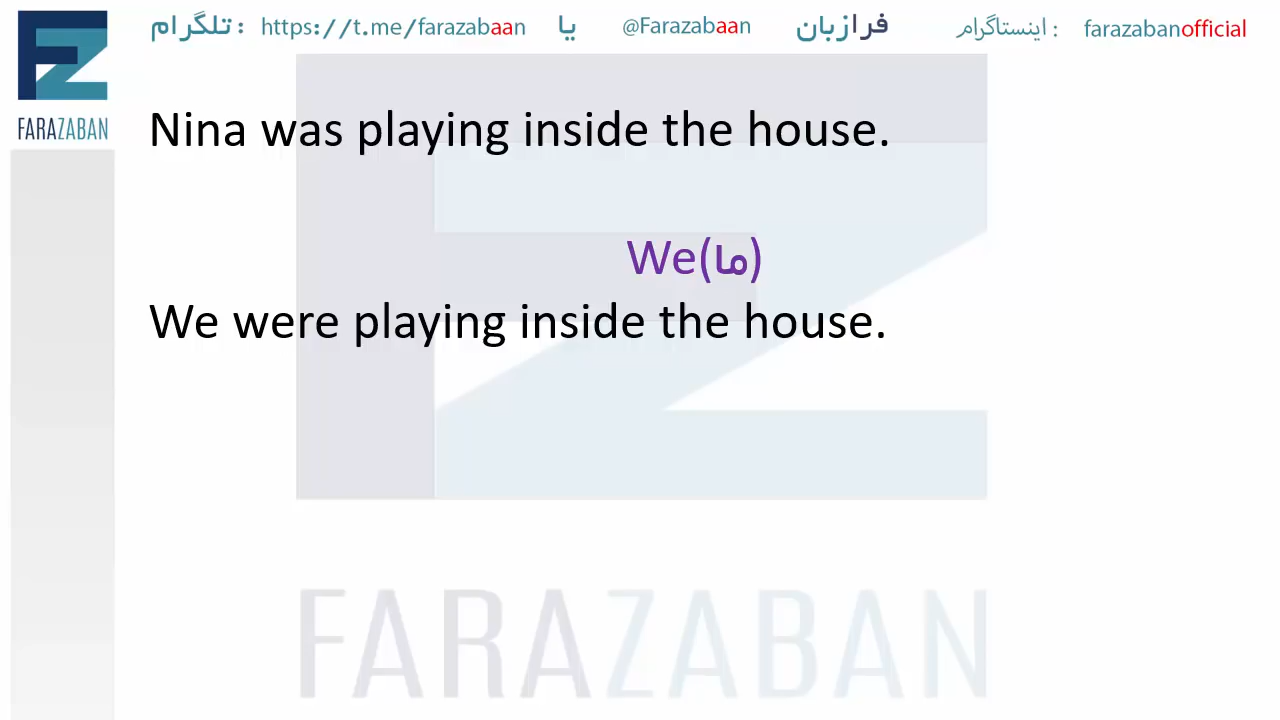 تلگرام : https://t.me/farazabaan یا @Farazabaan فرازبان اینستاگرام : farazabanofficial
FARAZABAN
Nina was playing inside the house.
We(ما)
We were playing inside the house.
FARAZABAN